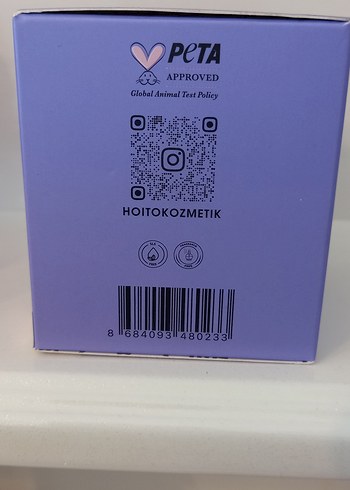 PETA
APPROVED
Global Animal Test Policy
HOITOKOZMETIK
8 684093 480233